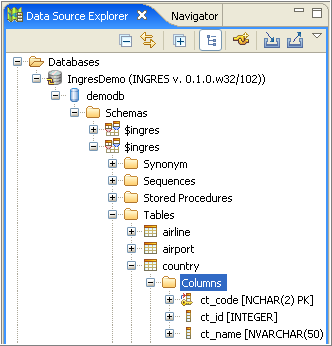 Data Source Explorer Navigator
Databases
IngresDemo (INGRES v. 0.1.0.w32/102))
demodb
Schemas
$ingres
$ingres
Synonym
Sequences
Stored Procedures
Tables
airline
airport
country
Columns
ct_code [NCHAR(2) PK]
ct_id [INTEGER]
ct_name [NVARCHAR(50)